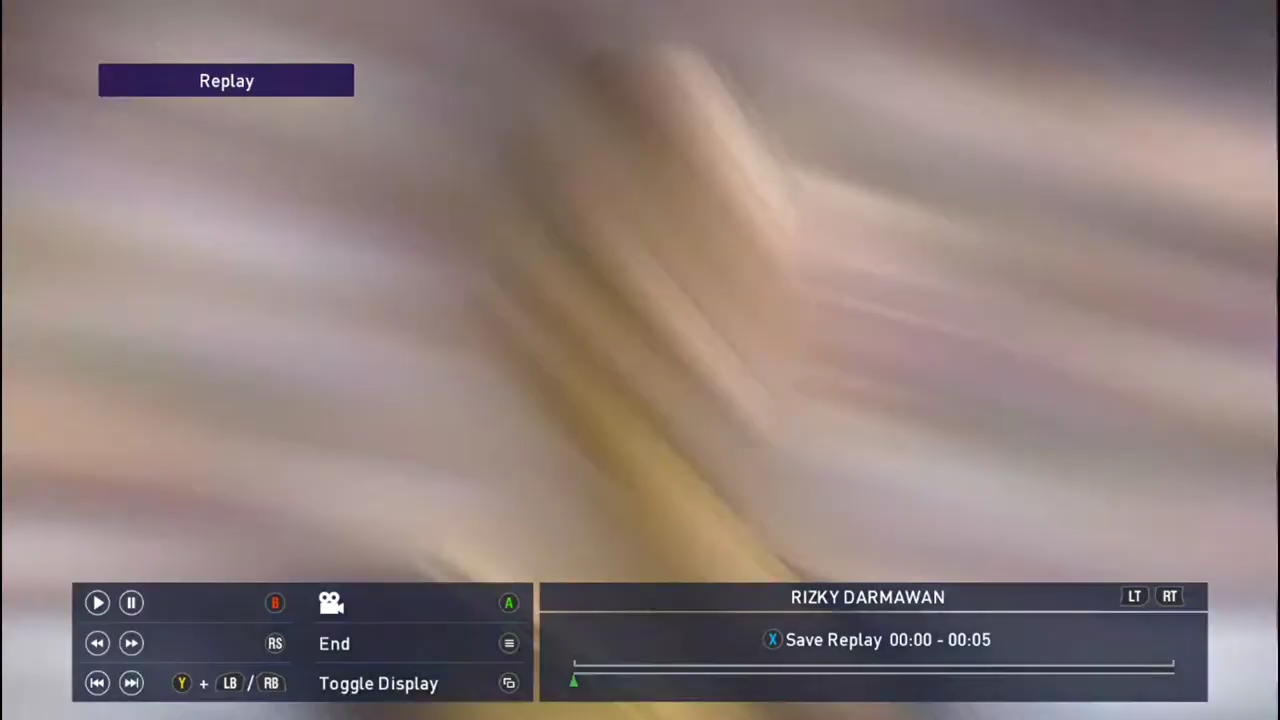 Replay
B
A
RS
End
Y + LB / RB
Toggle Display
RIZKY DARMAWAN
LT RT
X Save Replay 00:00 - 00:05